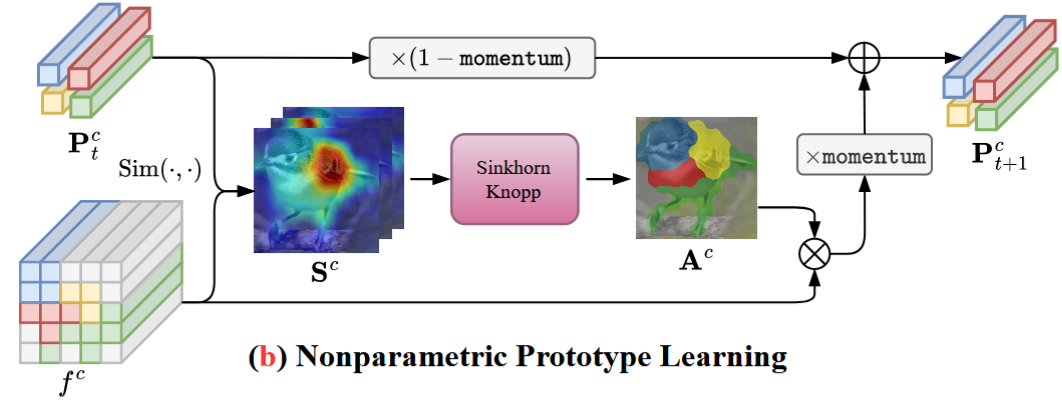 ×(1 − momentum)
P_t^c
Sim(·,·)
S^c
Sinkhorn
Knopp
A^c
×momentum
P_{t+1}^c
f^c
(b) Nonparametric Prototype Learning